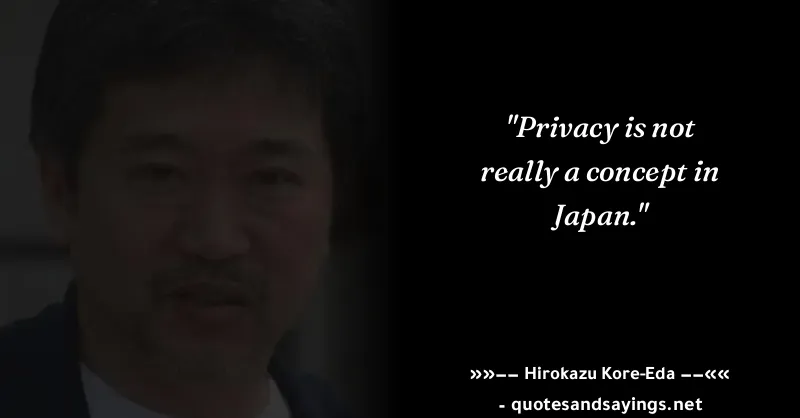 "Privacy is not
really a concept in
Japan."
»»−− Hirokazu Kore-Eda −−««
- quotesandsayings.net